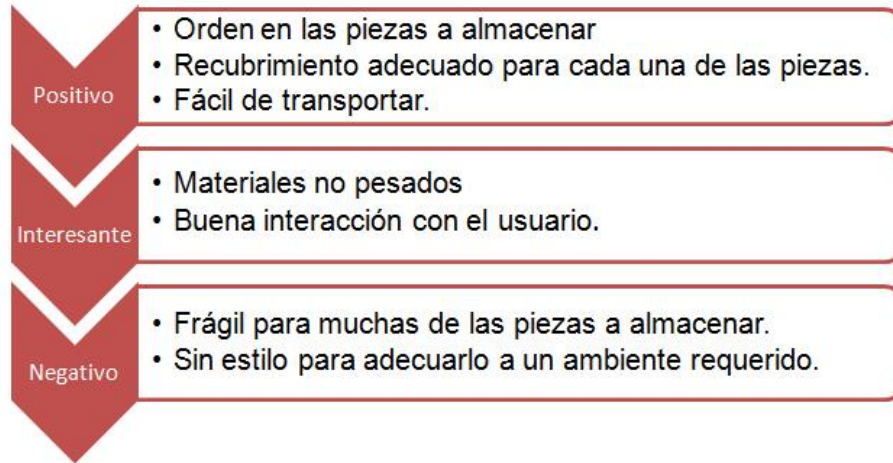 Positivo
• Orden en las piezas a almacenar
• Recubrimiento adecuado para cada una de las piezas.
• Fácil de transportar.
Interesante
• Materiales no pesados
• Buena interacción con el usuario.
Negativo
• Frágil para muchas de las piezas a almacenar.
• Sin estilo para adecuarlo a un ambiente requerido.